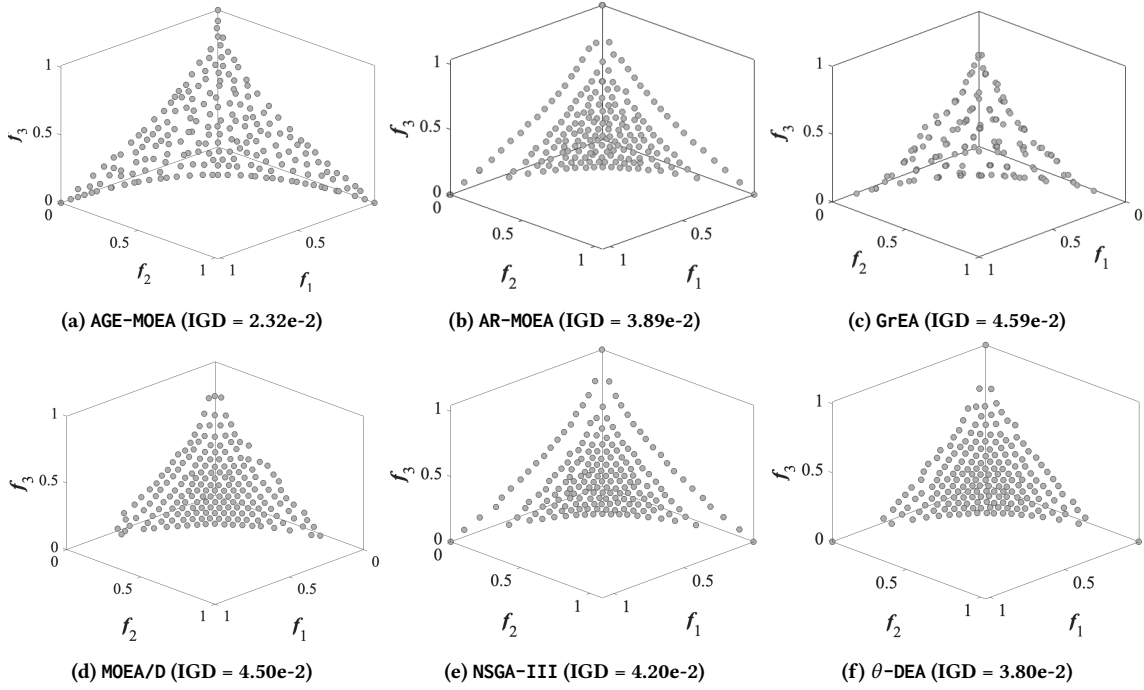 1
0.5
f3
0
0
0.5
0.5
f2
1
1
f1
(a) AGE-MOEA (IGD = 2.32e-2)
1
0.5
f3
0
0
0.5
0.5
f2
1
1
f1
(b) AR-MOEA (IGD = 3.89e-2)
1
0.5
f3
0
0
0
0.5
0.5
f2
1
1
f1
(c) GrEA (IGD = 4.59e-2)
1
0.5
f3
0
0
0
0.5
0.5
f2
1
1
f1
(d) MOEA/D (IGD = 4.50e-2)
1
0.5
f3
0
0
0.5
0.5
f2
1
1
f1
(e) NSGA-III (IGD = 4.20e-2)
1
0.5
f3
0
0
0.5
0.5
f2
1
1
f1
(f) θ-DEA (IGD = 3.80e-2)